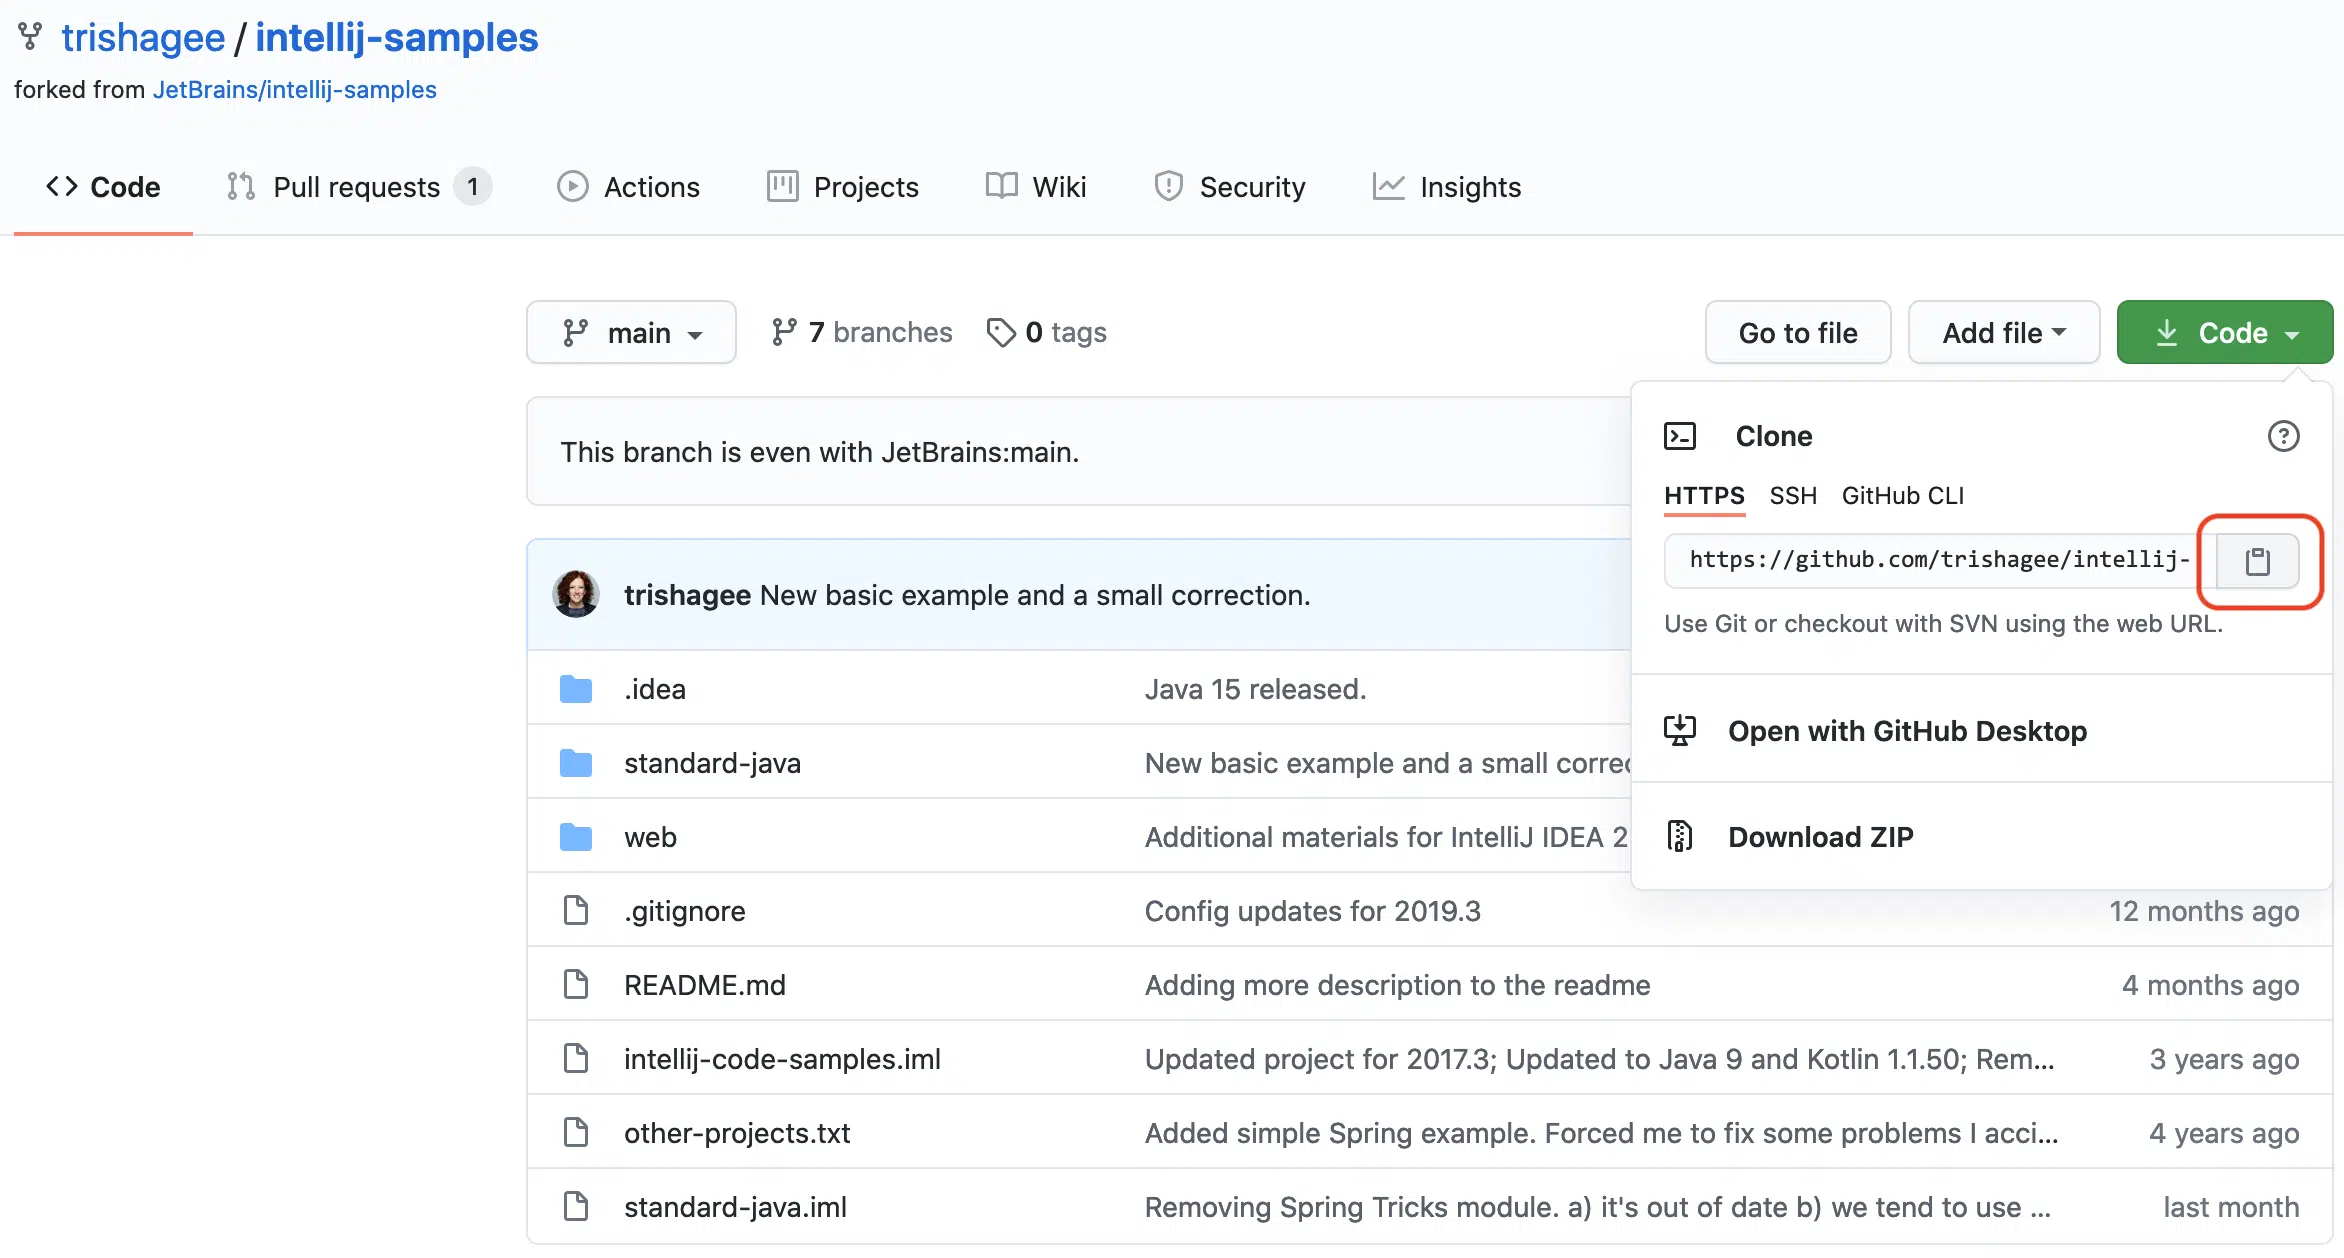 trishagee / intellij-samples
forked from JetBrains/intellij-samples
Code Pull requests 1 Actions Projects Wiki Security Insights
main 7 branches 0 tags Go to file Add file Code
This branch is even with JetBrains:main.
Clone
HTTPS SSH GitHub CLI
https://github.com/trishagee/intellij-
Use Git or checkout with SVN using the web URL.
Open with GitHub Desktop
Download ZIP
trishagee New basic example and a small correction.
.idea Java 15 released.
standard-java New basic example and a small correc
web Additional materials for IntelliJ IDEA 2
.gitignore Config updates for 2019.3 12 months ago
README.md Adding more description to the readme 4 months ago
intellij-code-samples.iml Updated project for 2017.3; Updated to Java 9 and Kotlin 1.1.50; Rem... 3 years ago
other-projects.txt Added simple Spring example. Forced me to fix some problems I acci... 4 years ago
standard-java.iml Removing Spring Tricks module. a) it's out of date b) we tend to use ... last month